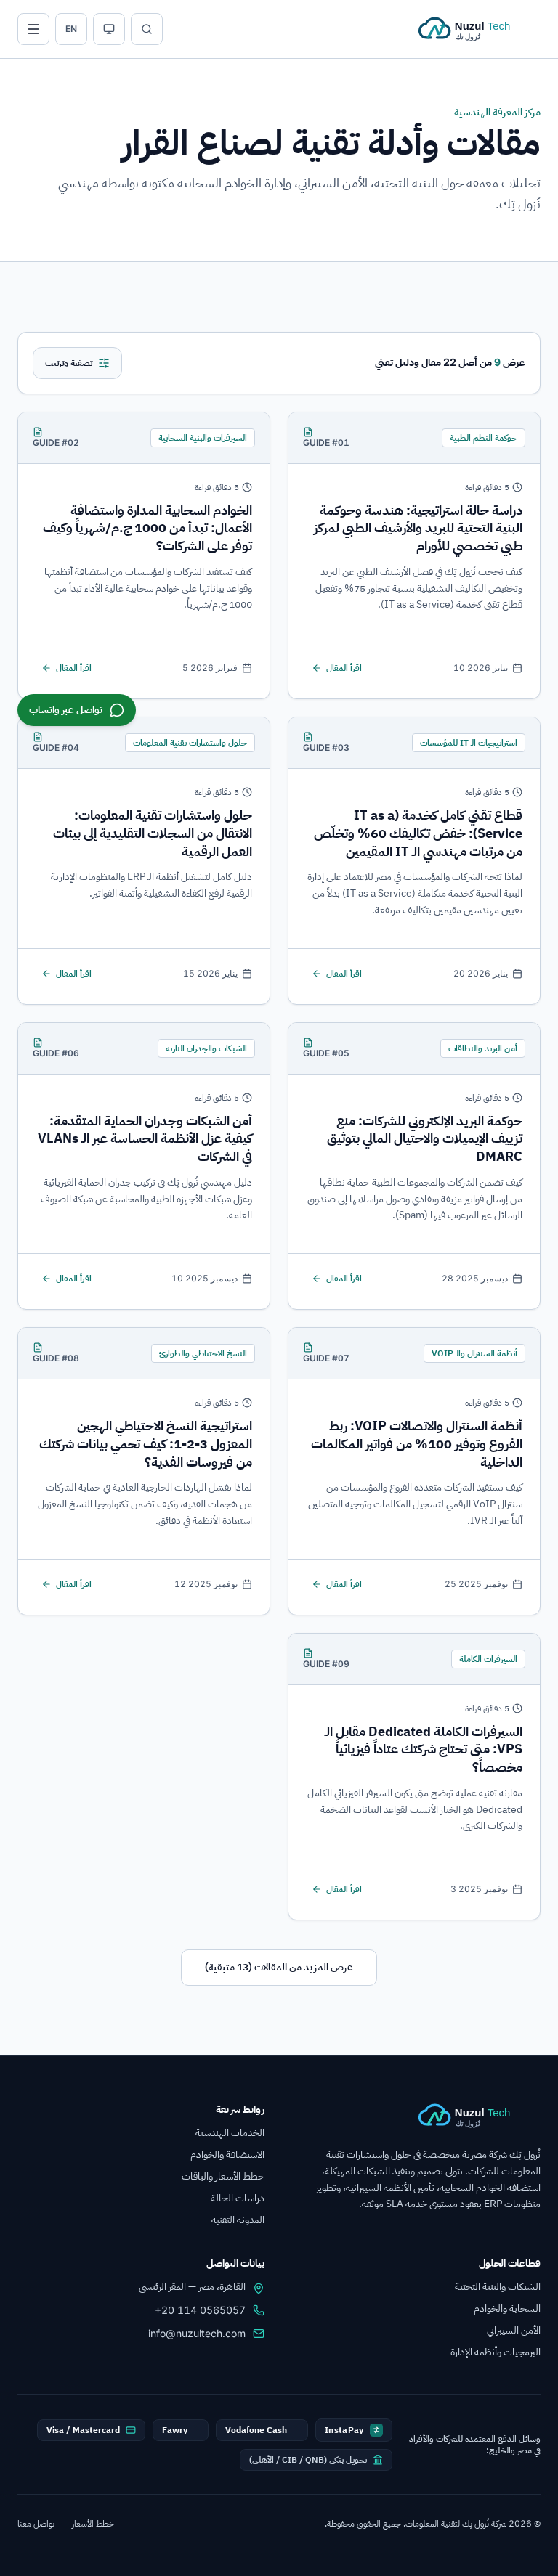 Nuzul Tech
نُزول تك
EN
مركز المعرفة الهندسية
مقالات وأدلة تقنية لصناع القرار
تحليلات معمقة حول البنية التحتية، الأمن السيبراني، وإدارة الخوادم السحابية مكتوبة بواسطة مهندسي
نُزول تِك.
عرض 9 من أصل 22 مقال ودليل تقني
تصفية وترتيب
حوكمة النظم الطبية
GUIDE #01
5 دقائق قراءة
دراسة حالة استراتيجية: هندسة وحوكمة
البنية التحتية للبريد والأرشيف الطبي لمركز
طبي تخصصي للأورام
كيف نجحت نُزول تِك في فصل الأرشيف الطبي عن البريد
وتخفيض التكاليف التشغيلية بنسبة تتجاوز 75% وتفعيل
قطاع تقني كخدمة (IT as a Service).
10 يناير 2026
اقرأ المقال
السيرفرات والبنية السحابية
GUIDE #02
5 دقائق قراءة
الخوادم السحابية المدارة واستضافة
الأعمال: تبدأ من 1000 ج.م/شهرياً وكيف
توفر على الشركات؟
كيف تستفيد الشركات والمؤسسات من استضافة أنظمتها
وقواعد بياناتها على خوادم سحابية عالية الأداء تبدأ من
1000 ج.م/شهرياً.
5 فبراير 2026
اقرأ المقال
تواصل عبر واتساب
استراتيجيات الـ IT للمؤسسات
GUIDE #03
5 دقائق قراءة
قطاع تقني كامل كخدمة (IT as a
Service): خفض تكاليفك 60% وتخلّص
من مرتبات مهندسي الـ IT المقيمين
لماذا تتجه الشركات والمؤسسات في مصر للاعتماد على إدارة
البنية التحتية كخدمة متكاملة (IT as a Service) بدلاً من
تعيين مهندسين مقيمين بتكاليف مرتفعة.
20 يناير 2026
اقرأ المقال
حلول واستشارات تقنية المعلومات
GUIDE #04
5 دقائق قراءة
حلول واستشارات تقنية المعلومات:
الانتقال من السجلات التقليدية إلى بيئات
العمل الرقمية
دليل كامل لتشغيل أنظمة الـ ERP والمنظومات الإدارية
الرقمية لرفع الكفاءة التشغيلية وأتمتة الفواتير.
15 يناير 2026
اقرأ المقال
أمن البريد والنطاقات
GUIDE #05
5 دقائق قراءة
حوكمة البريد الإلكتروني للشركات: منع
تزييف الإيميلات والاحتيال المالي بتوثيق
DMARC
كيف تضمن الشركات والمجموعات الطبية حماية نطاقها
من إرسال فواتير مزيفة وتفادي وصول مراسلاتها إلى صندوق
الرسائل غير المرغوب فيها (Spam).
28 ديسمبر 2025
اقرأ المقال
الشبكات والجدران النارية
GUIDE #06
5 دقائق قراءة
أمن الشبكات وجدران الحماية المتقدمة:
كيفية عزل الأنظمة الحساسة عبر الـ VLANs
في الشركات
دليل مهندسي نُزول تِك في تركيب جدران الحماية الفيزيائية
وعزل شبكات الأجهزة الطبية والمحاسبة عن شبكة الضيوف
العامة.
10 ديسمبر 2025
اقرأ المقال
أنظمة السنترال والـ VOIP
GUIDE #07
5 دقائق قراءة
أنظمة السنترال والاتصالات VOIP: ربط
الفروع وتوفير 100% من فواتير المكالمات
الداخلية
كيف تستفيد الشركات متعددة الفروع والمؤسسات من
سنترال VoIP الرقمي لتسجيل المكالمات وتوجيه المتصلين
آلياً عبر الـ IVR.
25 نوفمبر 2025
اقرأ المقال
النسخ الاحتياطي والطوارئ
GUIDE #08
5 دقائق قراءة
استراتيجية النسخ الاحتياطي الهجين
المعزول 3-2-1: كيف تحمي بيانات شركتك
من فيروسات الفدية؟
لماذا تفشل الهاردات الخارجية العادية في حماية الشركات
من هجمات الفدية، وكيف تضمن تكنولوجيا النسخ المعزول
استعادة الأنظمة في دقائق.
12 نوفمبر 2025
اقرأ المقال
السيرفرات الكاملة
GUIDE #09
5 دقائق قراءة
السيرفرات الكاملة Dedicated مقابل الـ
VPS: متى تحتاج شركتك عتاداً فيزيائياً
مخصصاً؟
مقارنة تقنية عملية توضح متى يكون السيرفر الفيزيائي الكامل
Dedicated هو الخيار الأنسب لقواعد البيانات الضخمة
والشركات الكبرى.
3 نوفمبر 2025
اقرأ المقال
عرض المزيد من المقالات (13 متبقية)
Nuzul Tech
نُزول تك
نُزول تِك شركة مصرية متخصصة في حلول واستشارات تقنية
المعلومات للشركات. نتولى تصميم وتنفيذ الشبكات المهيكلة،
استضافة الخوادم السحابية، تأمين الأنظمة السيبرانية، وتطوير
منظومات ERP بعقود مستوى خدمة SLA موثقة.
روابط سريعة
الخدمات الهندسية
الاستضافة والخوادم
خطط الأسعار والباقات
دراسات الحالة
المدونة التقنية
قطاعات الحلول
الشبكات والبنية التحتية
السحابة والخوادم
الأمن السيبراني
البرمجيات وأنظمة الإدارة
بيانات التواصل
القاهرة، مصر — المقر الرئيسي
+20 114 0565057
info@nuzultech.com
وسائل الدفع المعتمدة للشركات والأفراد
في مصر والخليج:
InstaPay
Vodafone Cash
Fawry
Visa / Mastercard
تحويل بنكي (CIB / QNB / الأهلي)
© 2026 شركة نُزول تِك لتقنية المعلومات. جميع الحقوق محفوظة.
خطط الأسعار
تواصل معنا